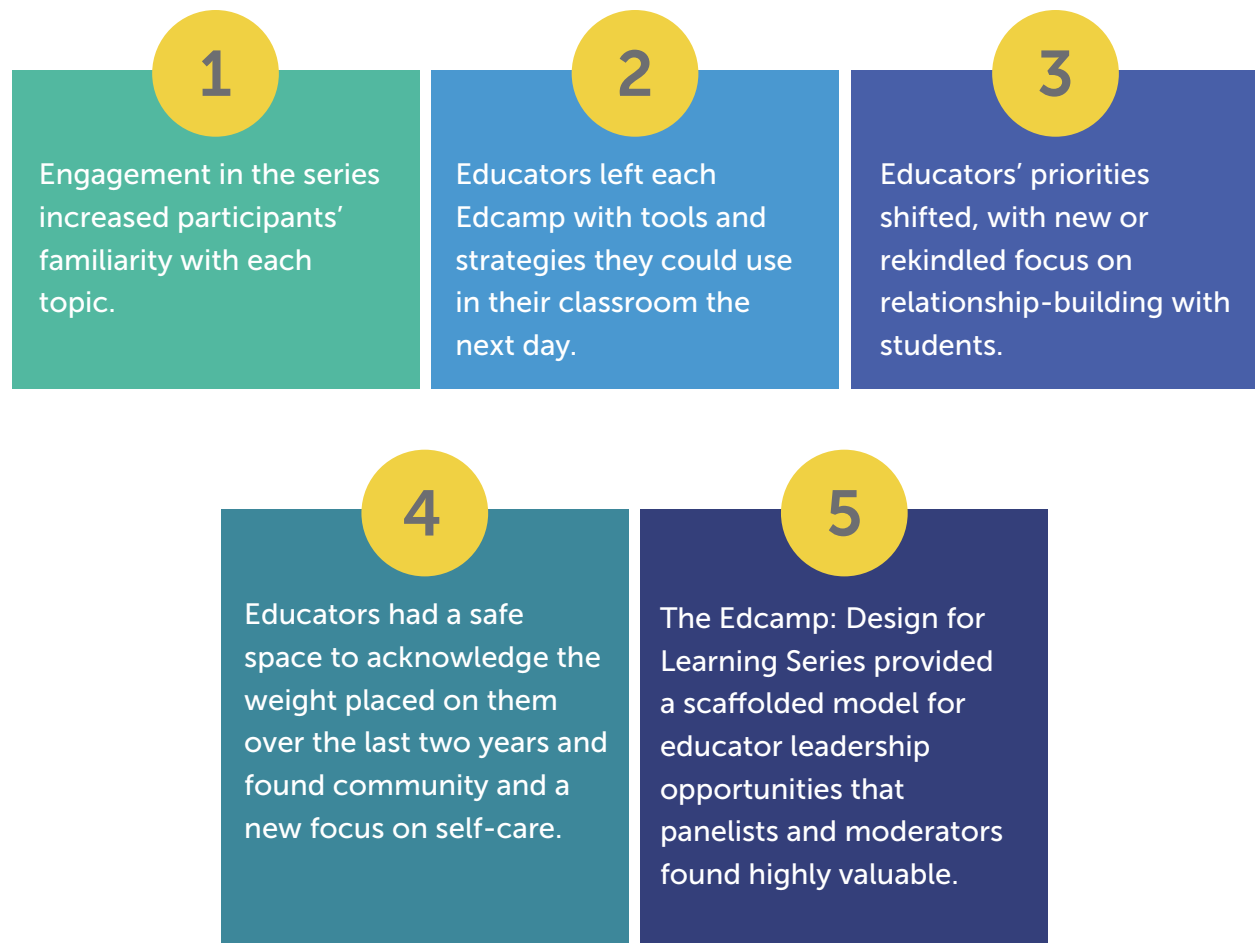 1
Engagement in the series
increased participants’
familiarity with each
topic.
2
Educators left each
Edcamp with tools and
strategies they could use
in their classroom the
next day.
3
Educators’ priorities
shifted, with new or
rekindled focus on
relationship-building with
students.
4
Educators had a safe
space to acknowledge the
weight placed on them
over the last two years and
found community and a
new focus on self-care.
5
The Edcamp: Design for
Learning Series provided
a scaffolded model for
educator leadership
opportunities that
panelists and moderators
found highly valuable.